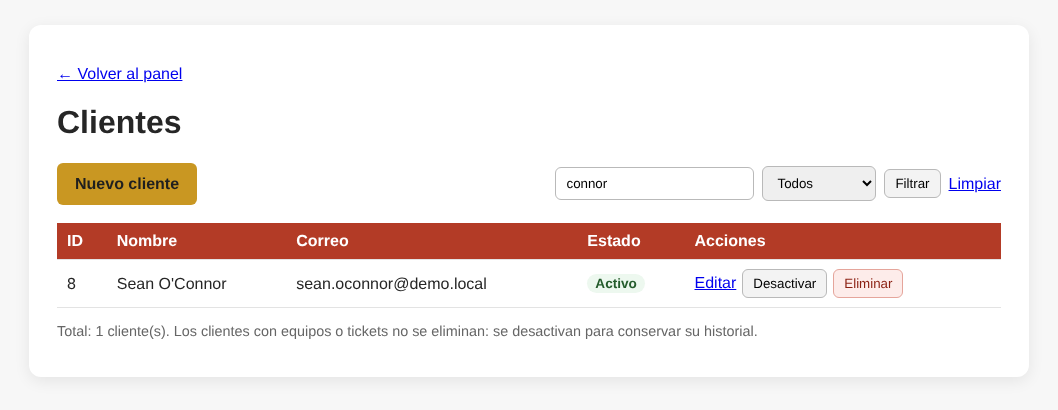 ← Volver al panel
Clientes
Nuevo cliente connor Todos Filtrar Limpiar
ID Nombre Correo Estado Acciones
8 Sean O'Connor sean.oconnor@demo.local Activo Editar Desactivar Eliminar
Total: 1 cliente(s). Los clientes con equipos o tickets no se eliminan: se desactivan para conservar su historial.